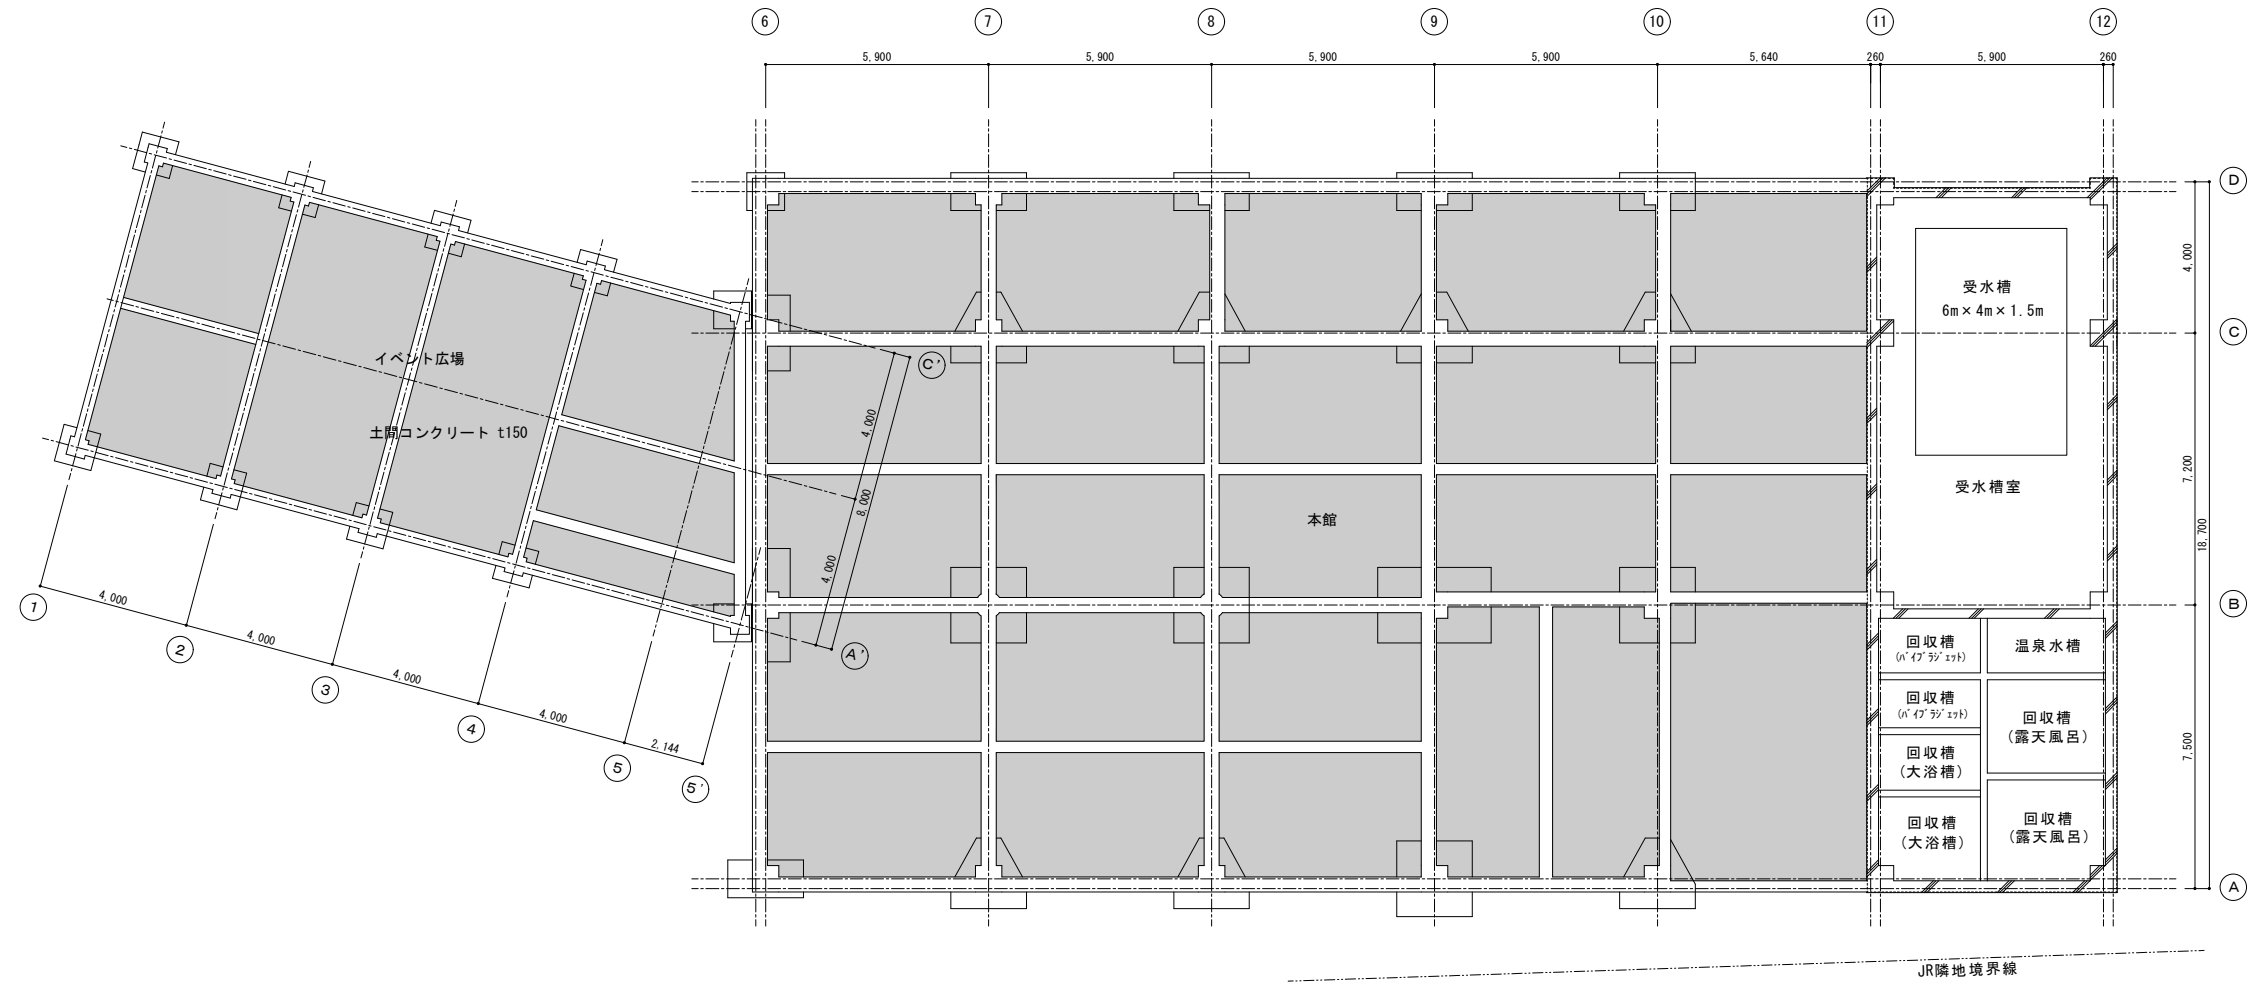 6
7
8
9
10
11
12
5,900
5,900
5,900
5,900
5,640
260
5,900
260
D
C
B
A
4,000
7,200
7,500
18,700
受水槽
6m×4m×1.5m
受水槽室
イベント広場
土間コンクリート t150
C'
A'
4,000
4,000
8,000
本館
1
2
3
4
5
5'
4,000
4,000
4,000
4,000
2,144
回収槽
(バイブラジェット)
温泉水槽
回収槽
(バイブラジェット)
回収槽
(露天風呂)
回収槽
(大浴槽)
回収槽
(大浴槽)
回収槽
(露天風呂)
JR隣地境界線